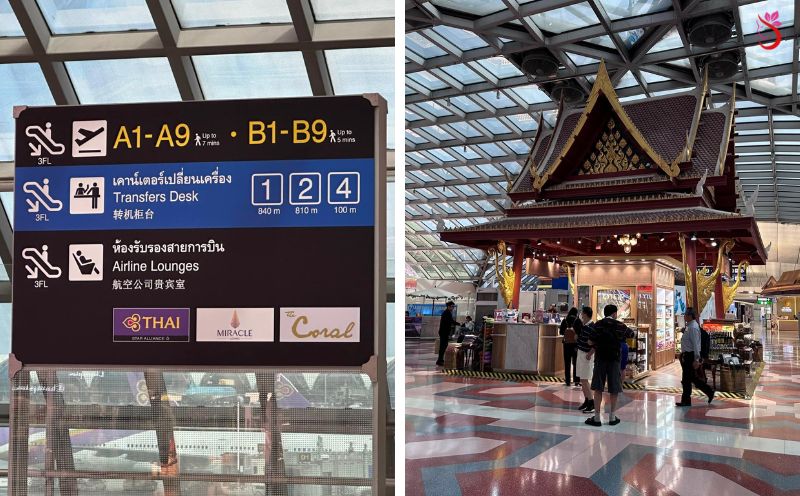 3FL A1-A9 Up to 7 mins • B1-B9 Up to 5 mins
เคาน์เตอร์เปลี่ยนเครื่อง
3FL Transfers Desk 1 2 4
转机柜台 840 m 810 m 100 m
ห้องรับรองสายการบิน
Airline Lounges
3FL 航空公司贵宾室
THAI
STAR ALLIANCE
MIRACLE
The Coral